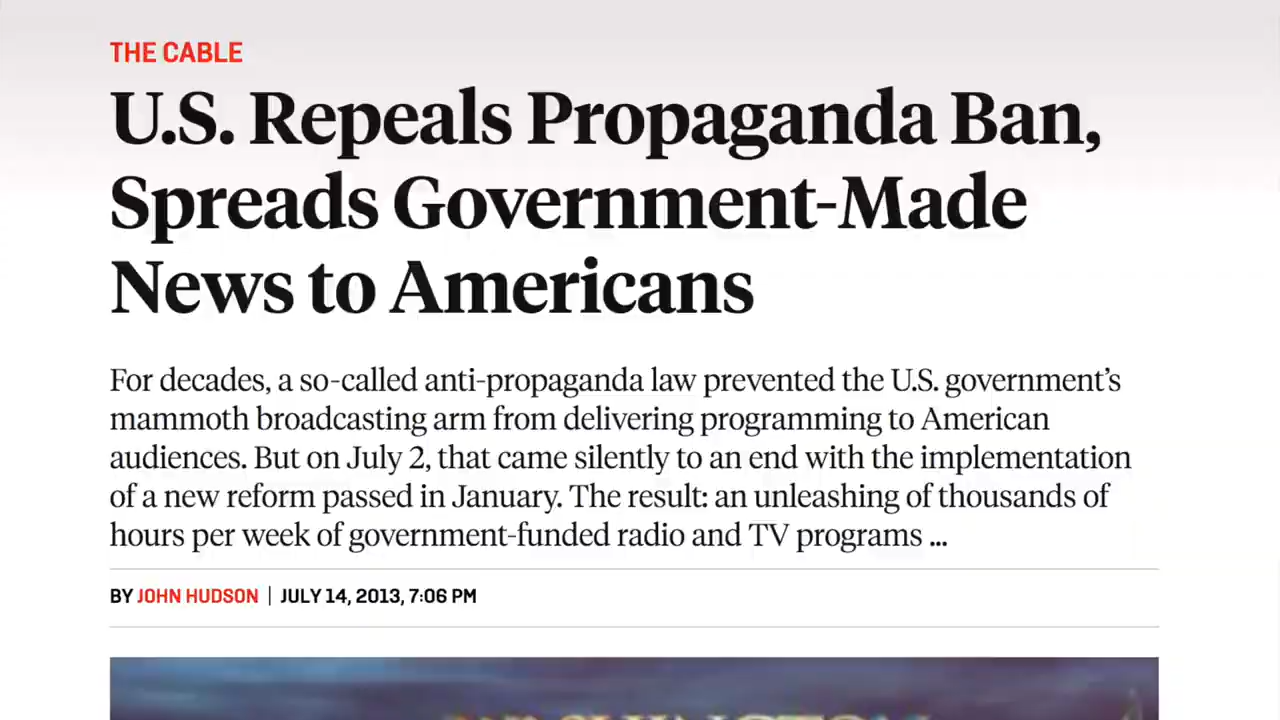 THE CABLE
U.S. Repeals Propaganda Ban,
Spreads Government-Made
News to Americans
For decades, a so-called anti-propaganda law prevented the U.S. government’s
mammoth broadcasting arm from delivering programming to American
audiences. But on July 2, that came silently to an end with the implementation
of a new reform passed in January. The result: an unleashing of thousands of
hours per week of government-funded radio and TV programs ...
BY JOHN HUDSON | JULY 14, 2013, 7:06 PM